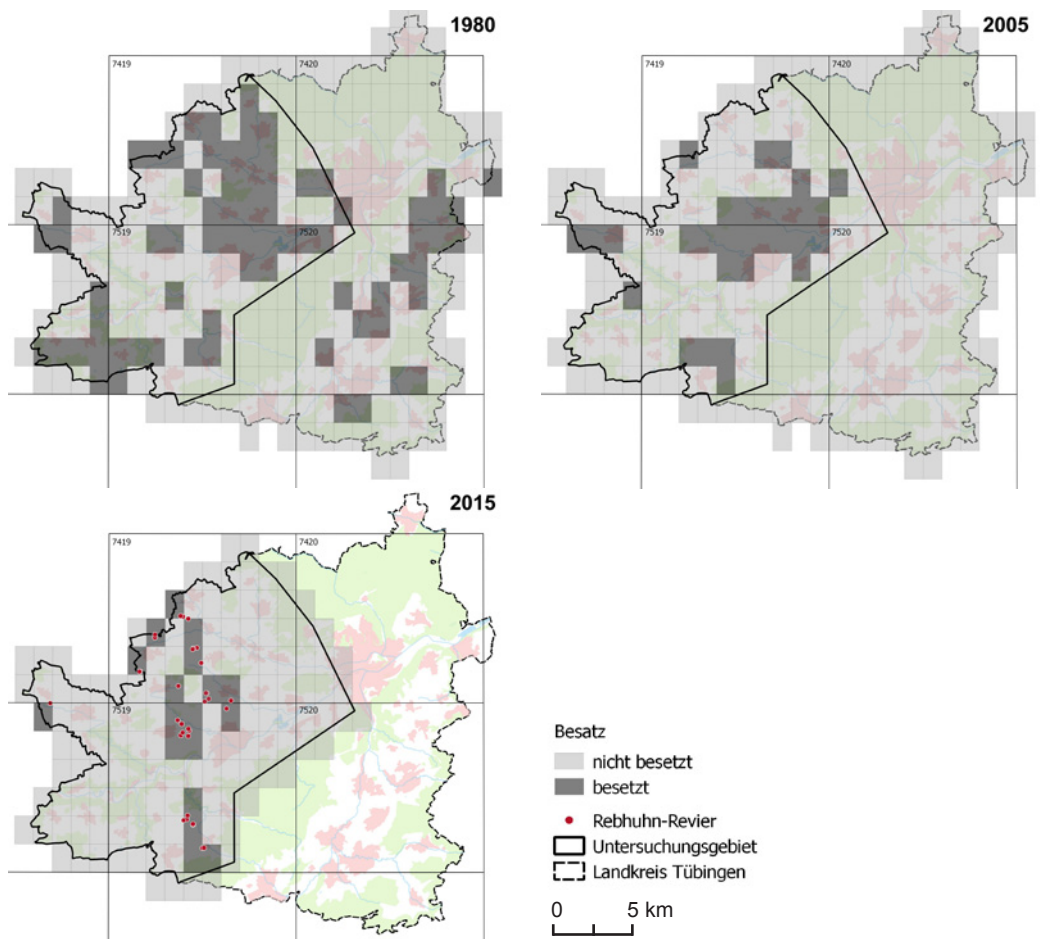 1980
7419
7420
7519
7520
2005
7419
7420
7519
7520
2015
7419
7420
7519
7520
Besatz
nicht besetzt
besetzt
Rebhuhn-Revier
Untersuchungsgebiet
Landkreis Tübingen
0 5 km